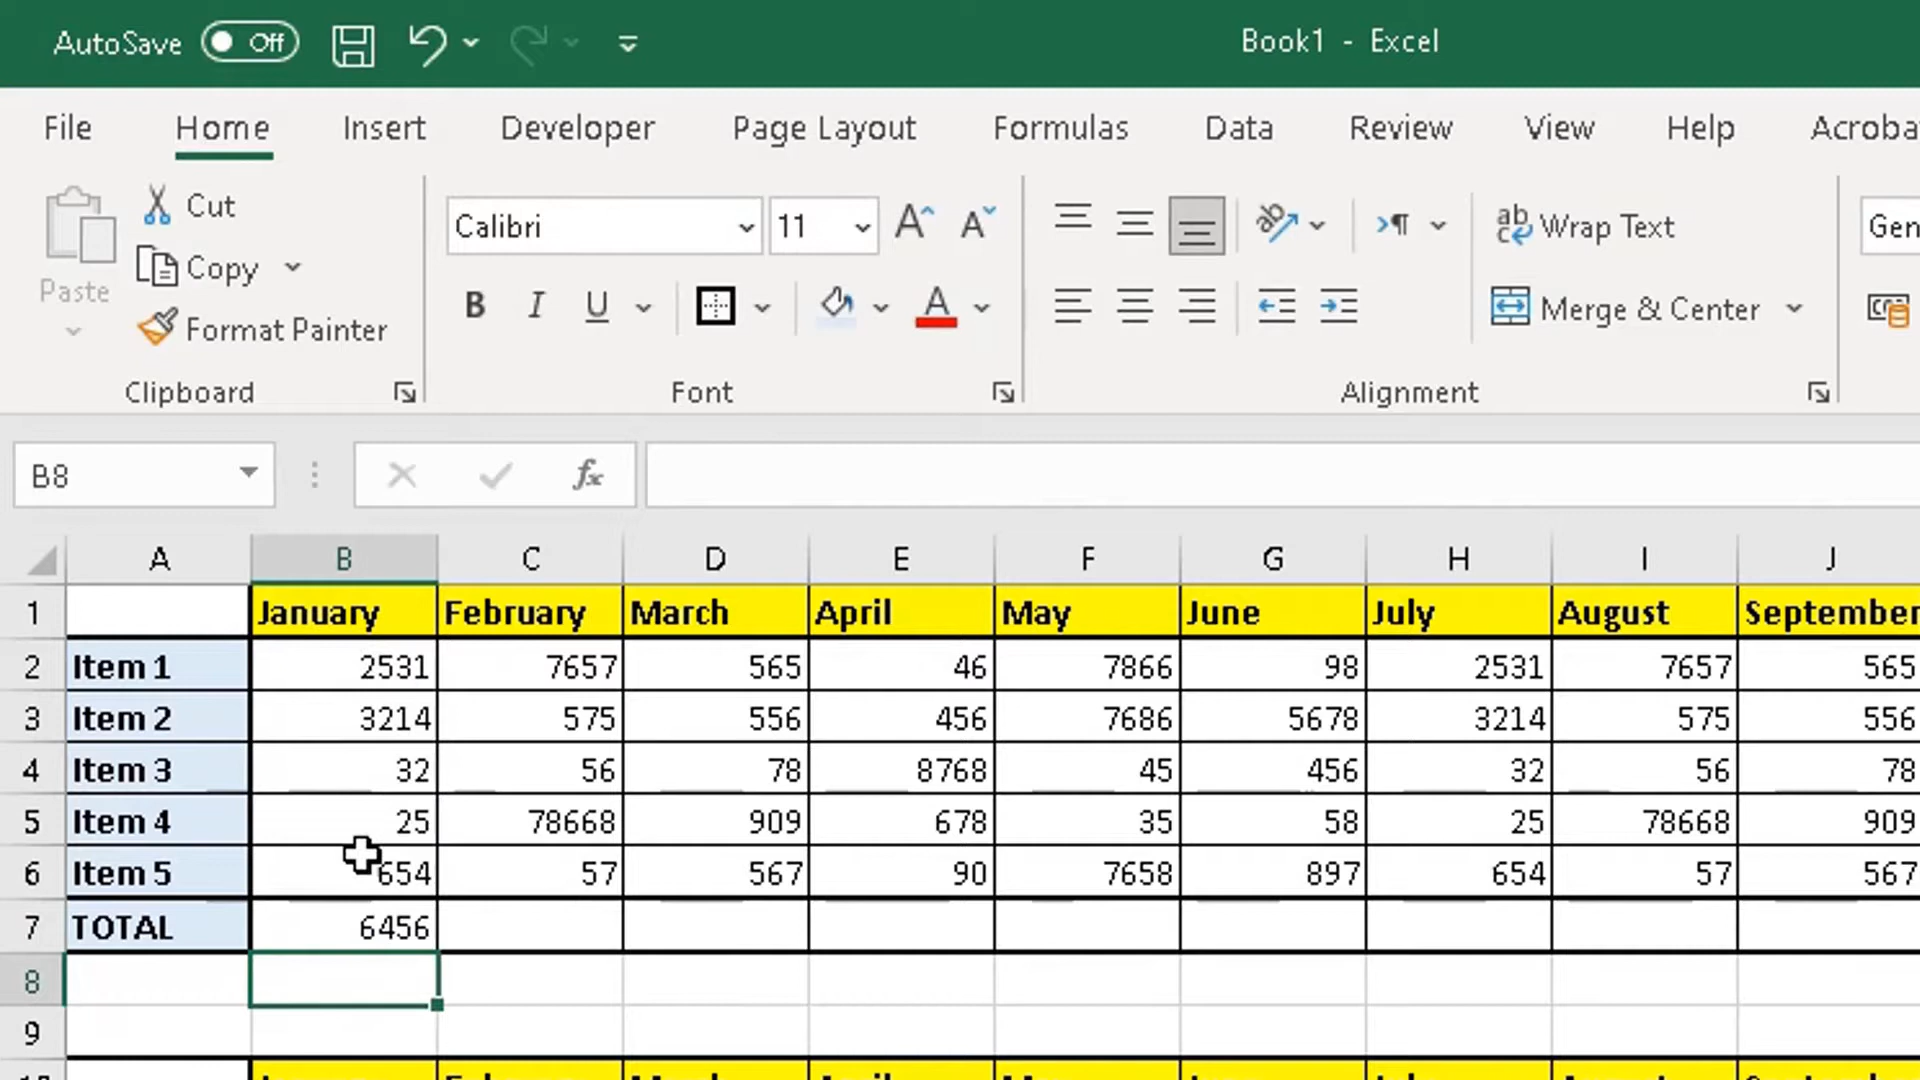 AutoSave Off Book1 - Excel
File Home Insert Developer Page Layout Formulas Data Review View Help
Cut
Copy
Paste
Format Painter
Calibri 11
B I U A
Wrap Text
Merge & Center
Clipboard Font Alignment
B8 fx
A B C D E F G H I J
1 January February March April May June July August September
2 Item 1 2531 7657 565 46 7866 98 2531 7657 565
3 Item 2 3214 575 556 456 7686 5678 3214 575 556
4 Item 3 32 56 78 8768 45 456 32 56 78
5 Item 4 25 78668 909 678 35 58 25 78668 909
6 Item 5 654 57 567 90 7658 897 654 57 567
7 TOTAL 6456
8
9